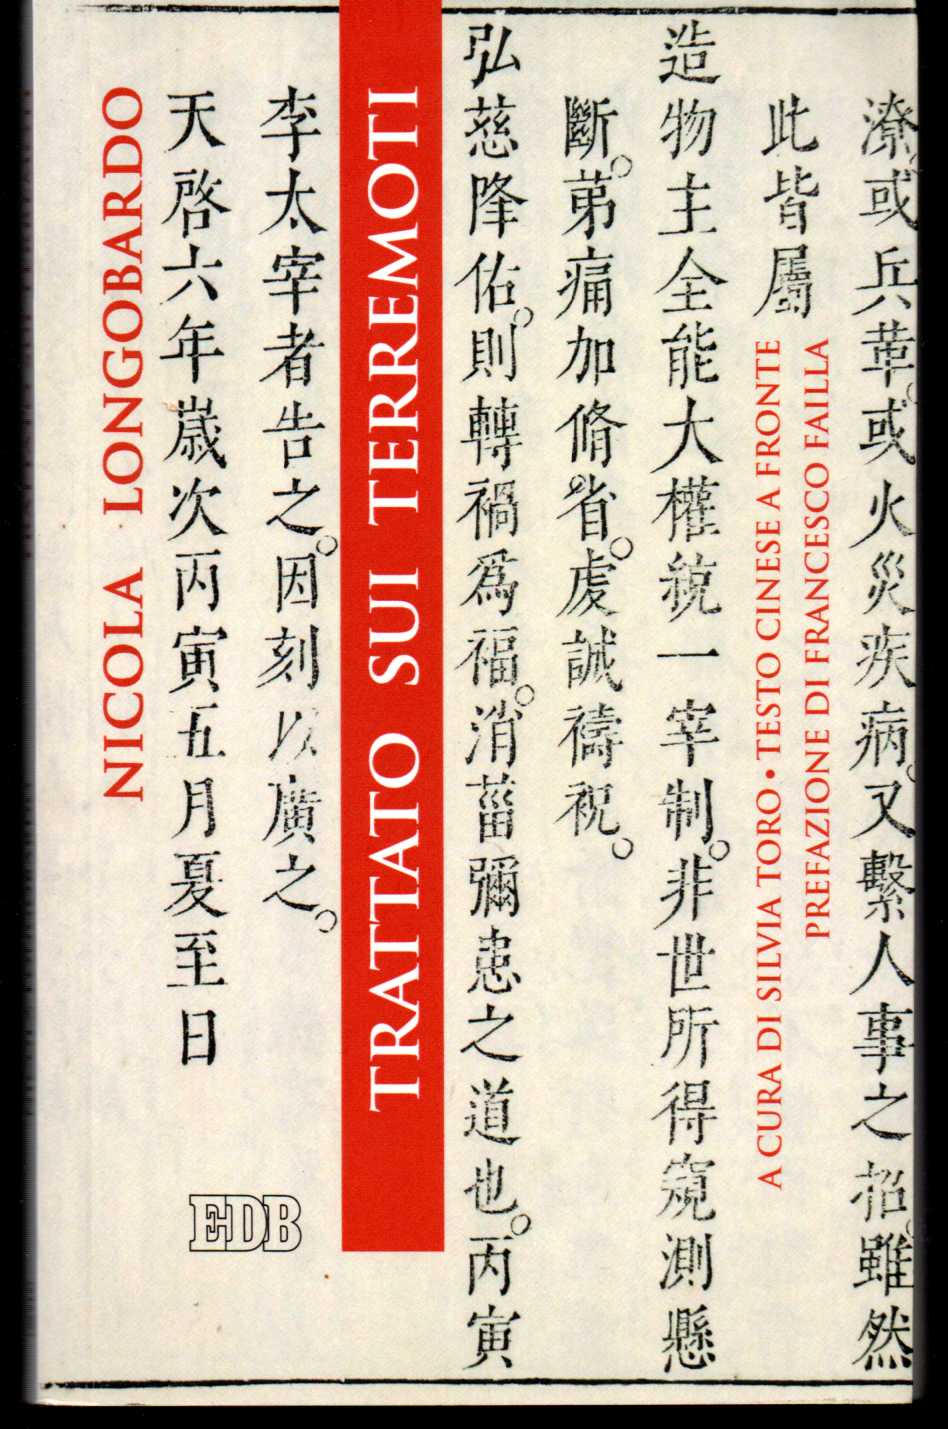 NICOLA LONGOBARDO
TRATTATO SUI TERREMOTI
A CURA DI SILVIA TORO • TESTO CINESE A FRONTE
PREFAZIONE DI FRANCESCO FAILLA
潦或兵革。或火災疾病。又繫人事之招。雖然
此皆屬
造物主全能大權統一宰制。非世所得窺測懸
斷。苐痛加脩省。虔誠禱祝。
弘慈降佑。則轉禍爲福。消菑彌患之道也。丙寅
李太宰者告之。因刻以廣之。
天啓六年歲次丙寅五月夏至日
EDB